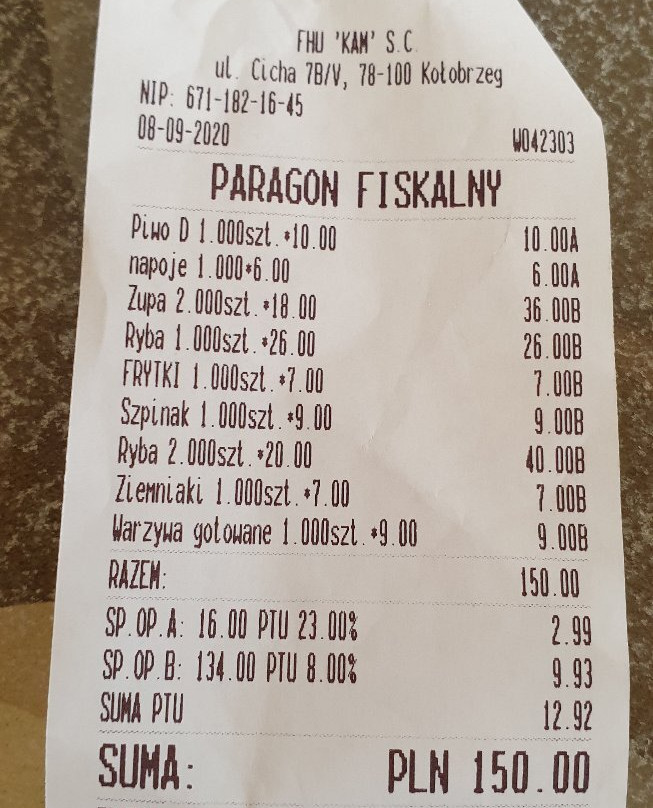 FHU 'KAM' S.C.
ul. Cicha 7B/V, 78-100 Kołobrzeg
NIP: 671-182-16-45
08-09-2020 W042303
PARAGON FISKALNY
Piwo D 1.000szt.*10.00 10.00A
napoje 1.000*6.00 6.00A
Zupa 2.000szt.*18.00 36.00B
Ryba 1.000szt.*26.00 26.00B
FRYTKI 1.000szt.*7.00 7.00B
Szpinak 1.000szt.*9.00 9.00B
Ryba 2.000szt.*20.00 40.00B
Ziemniaki 1.000szt.*7.00 7.00B
Warzywa gotowane 1.000szt.*9.00 9.00B
RAZEM: 150.00
SP.OP.A: 16.00 PTU 23.00% 2.99
SP.OP.B: 134.00 PTU 8.00% 9.93
SUMA PTU 12.92
SUMA: PLN 150.00